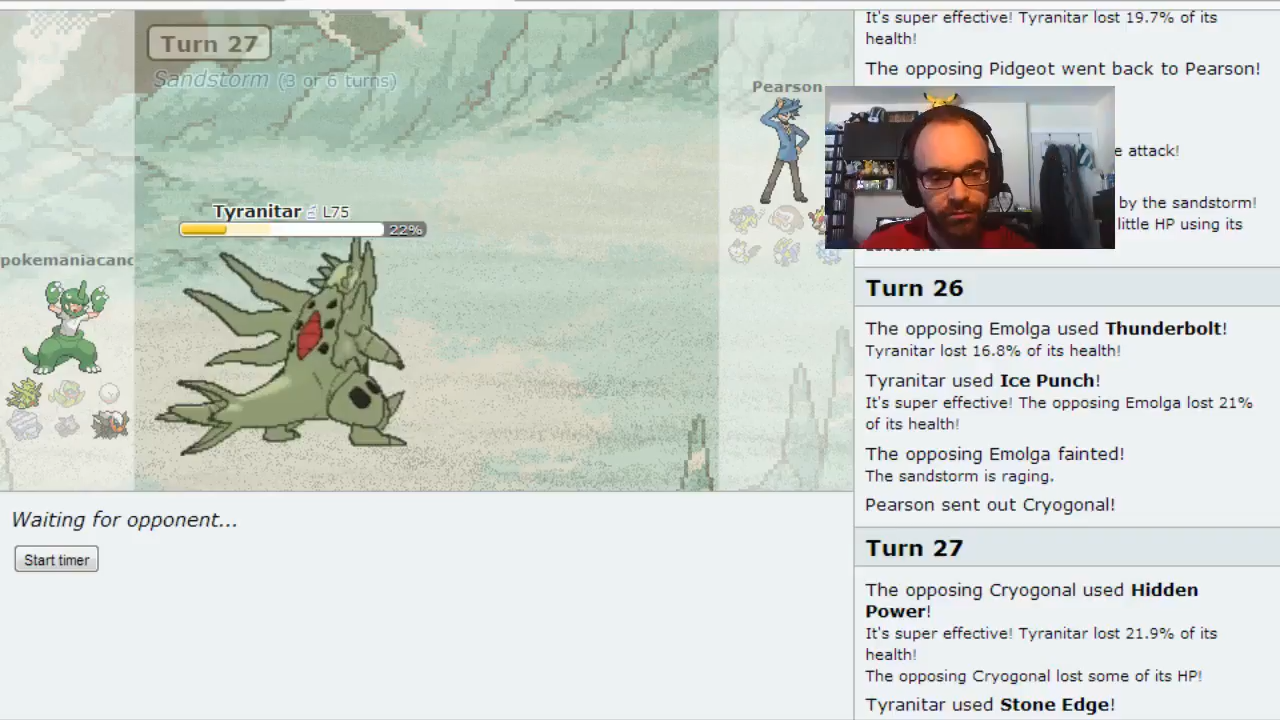 Turn 27
Sandstorm (3 or 6 turns)
Pearson
Tyranitar L75
22%
pokemaniacand
Waiting for opponent...
Start timer
It's super effective! Tyranitar lost 19.7% of its
health!
The opposing Pidgeot went back to Pearson!
e attack!
by the sandstorm!
little HP using its
Turn 26
The opposing Emolga used Thunderbolt!
Tyranitar lost 16.8% of its health!
Tyranitar used Ice Punch!
It's super effective! The opposing Emolga lost 21%
of its health!
The opposing Emolga fainted!
The sandstorm is raging.
Pearson sent out Cryogonal!
Turn 27
The opposing Cryogonal used Hidden
Power!
It's super effective! Tyranitar lost 21.9% of its
health!
The opposing Cryogonal lost some of its HP!
Tyranitar used Stone Edge!